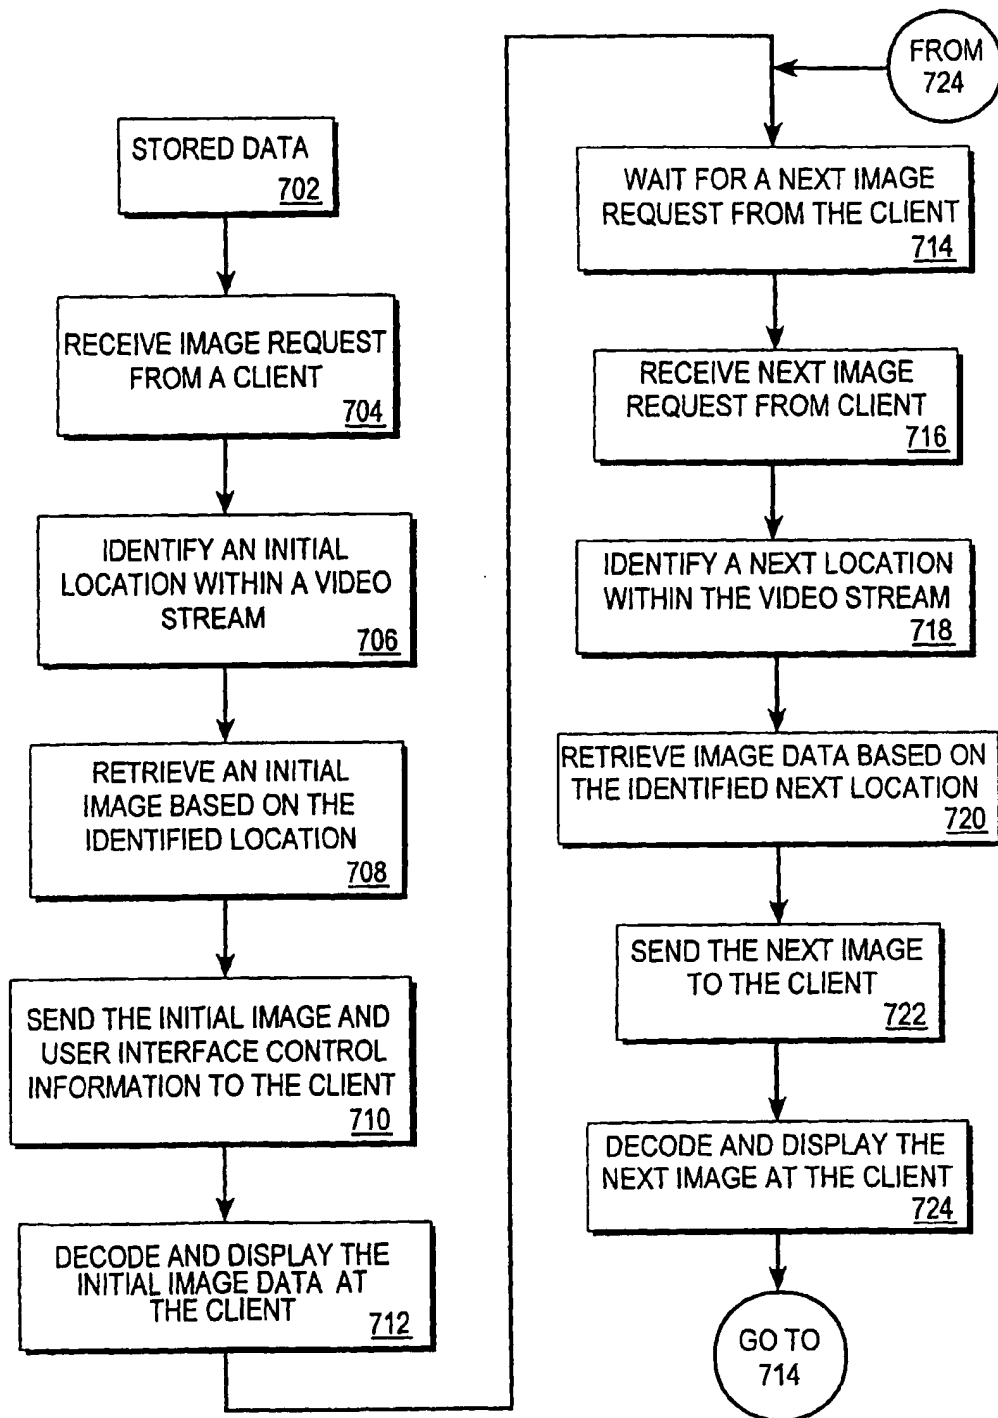 STORED DATA
702
RECEIVE IMAGE REQUEST
FROM A CLIENT
704
IDENTIFY AN INITIAL
LOCATION WITHIN A VIDEO
STREAM
706
RETRIEVE AN INITIAL
IMAGE BASED ON THE
IDENTIFIED LOCATION
708
SEND THE INITIAL IMAGE AND
USER INTERFACE CONTROL
INFORMATION TO THE CLIENT
710
DECODE AND DISPLAY THE
INITIAL IMAGE DATA AT
THE CLIENT
712
FROM
724
WAIT FOR A NEXT IMAGE
REQUEST FROM THE CLIENT
714
RECEIVE NEXT IMAGE
REQUEST FROM CLIENT
716
IDENTIFY A NEXT LOCATION
WITHIN THE VIDEO STREAM
718
RETRIEVE IMAGE DATA BASED ON
THE IDENTIFIED NEXT LOCATION
720
SEND THE NEXT IMAGE
TO THE CLIENT
722
DECODE AND DISPLAY THE
NEXT IMAGE AT THE CLIENT
724
GO TO
714